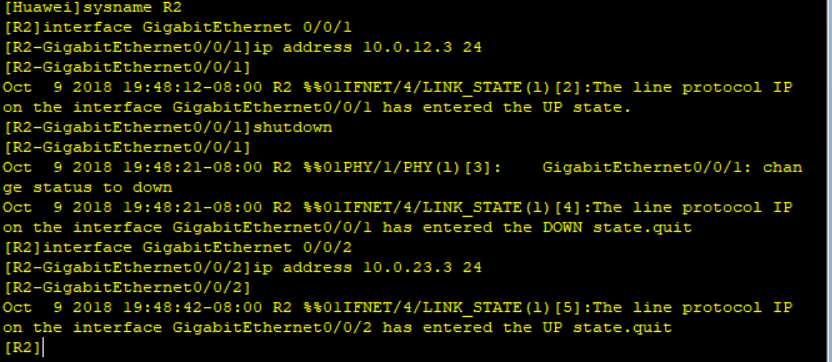 [Huawei]sysname R2
[R2]interface GigabitEthernet 0/0/1
[R2-GigabitEthernet0/0/1]ip address 10.0.12.3 24
[R2-GigabitEthernet0/0/1]
Oct  9 2018 19:48:12-08:00 R2 %%01IFNET/4/LINK_STATE(l)[2]:The line protocol IP
on the interface GigabitEthernet0/0/1 has entered the UP state.
[R2-GigabitEthernet0/0/1]shutdown
[R2-GigabitEthernet0/0/1]
Oct  9 2018 19:48:21-08:00 R2 %%01PHY/1/PHY(l)[3]:    GigabitEthernet0/0/1: chan
ge status to down
Oct  9 2018 19:48:21-08:00 R2 %%01IFNET/4/LINK_STATE(l)[4]:The line protocol IP
on the interface GigabitEthernet0/0/1 has entered the DOWN state.quit
[R2]interface GigabitEthernet 0/0/2
[R2-GigabitEthernet0/0/2]ip address 10.0.23.3 24
[R2-GigabitEthernet0/0/2]
Oct  9 2018 19:48:42-08:00 R2 %%01IFNET/4/LINK_STATE(l)[5]:The line protocol IP
on the interface GigabitEthernet0/0/2 has entered the UP state.quit
[R2]